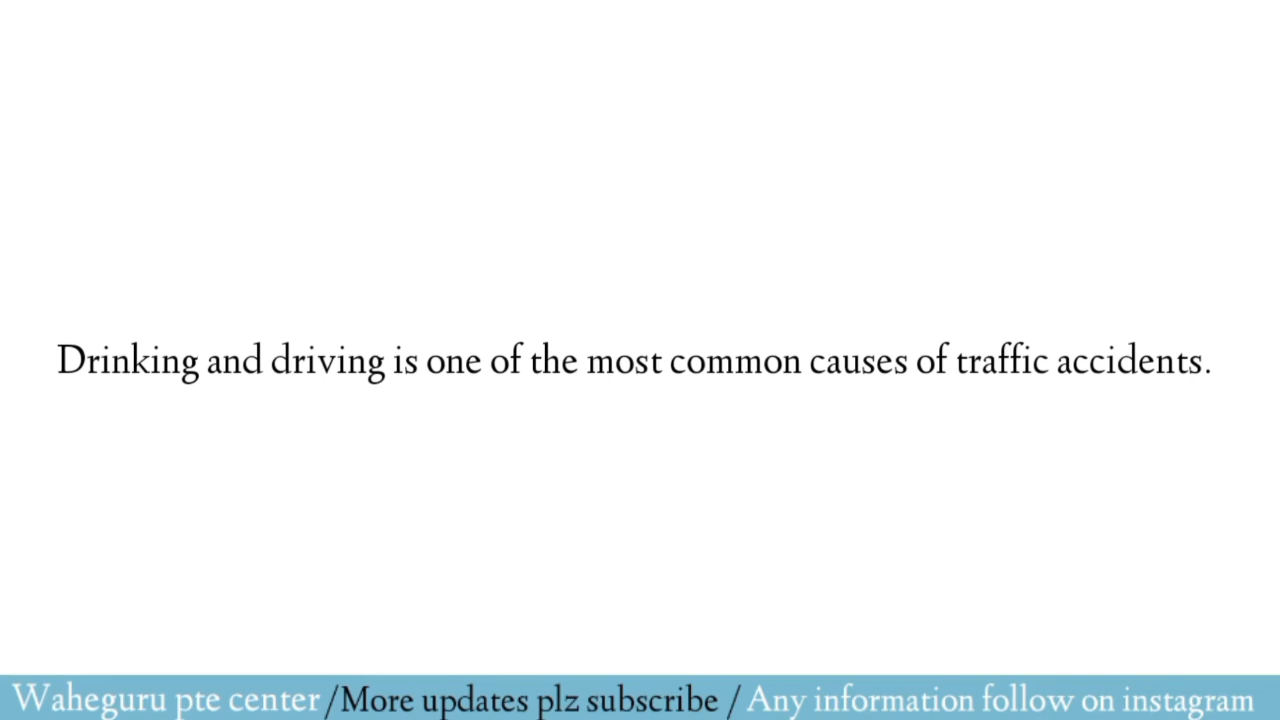 Drinking and driving is one of the most common causes of traffic accidents.
Waheguru pte center /More updates plz subscribe / Any information follow on instagram